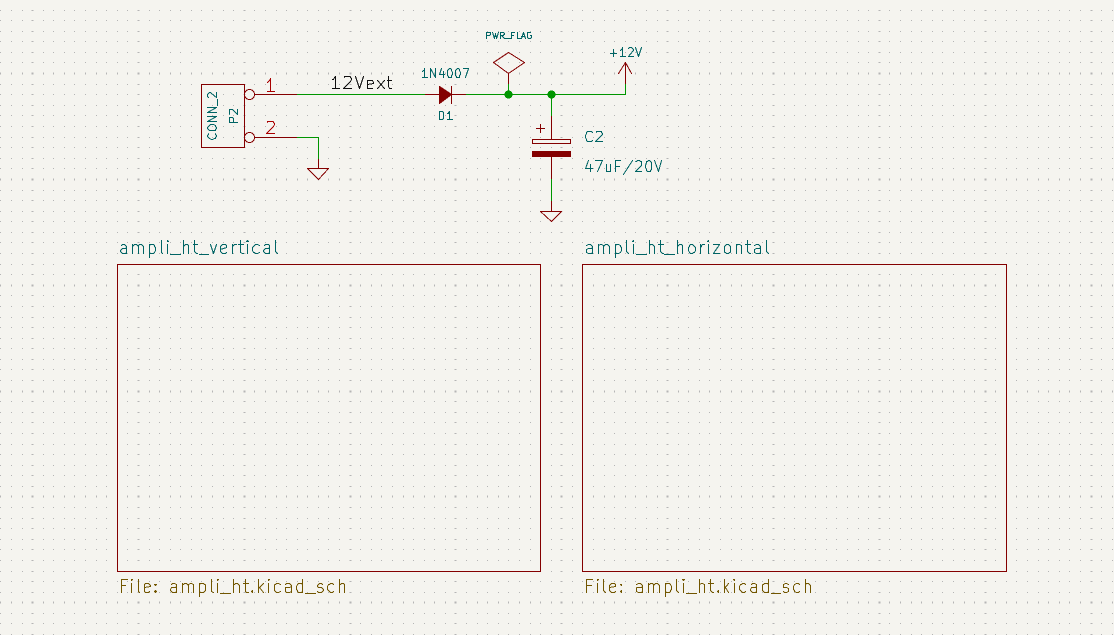 PWR_FLAG
+12V
1N4007
12Vext
1
CONN_2
P2
D1
2
+
C2
47uF/20V
ampli_ht_vertical
ampli_ht_horizontal
File: ampli_ht.kicad_sch
File: ampli_ht.kicad_sch